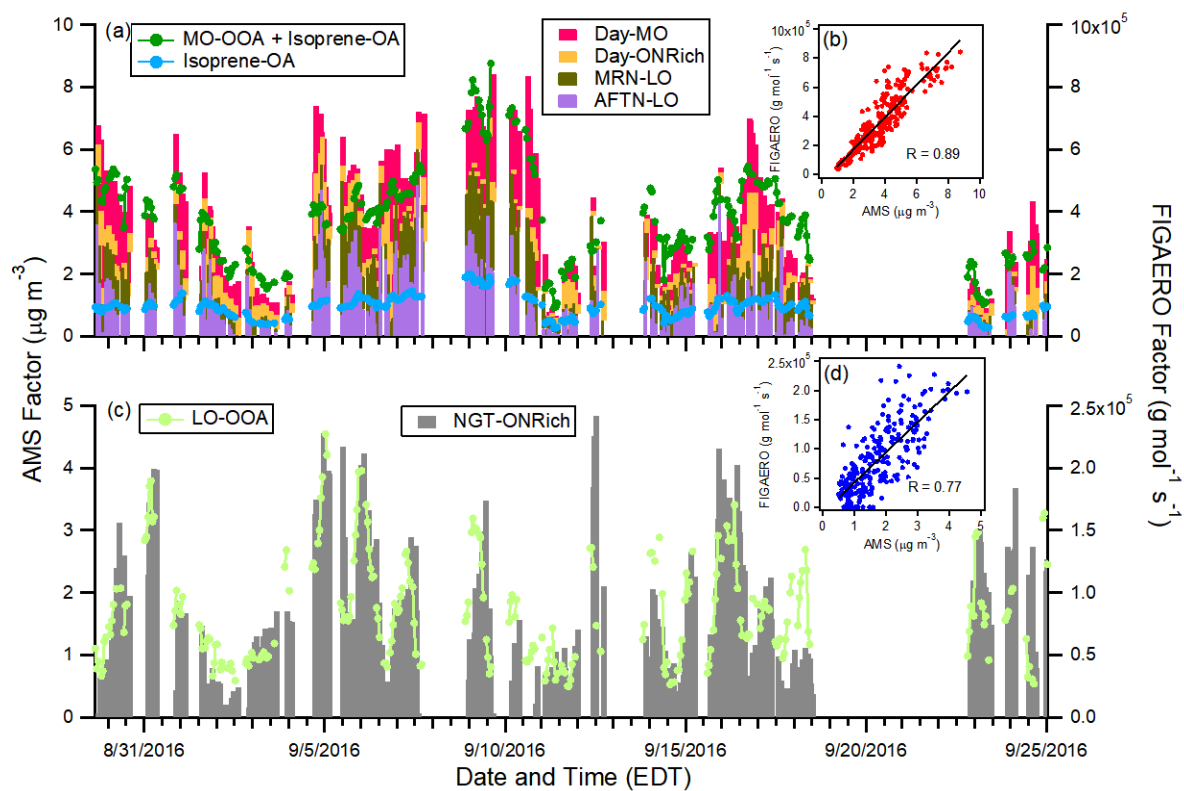 (a)
MO-OOA + Isoprene-OA
Isoprene-OA
Day-MO
Day-ONRich
MRN-LO
AFTN-LO
10
8
6
4
2
0
10x10⁵
8
6
4
2
0
(b)
10x10⁵
8
6
4
2
0
FIGAERO (g mol⁻¹ s⁻¹)
R = 0.89
2 4 6 8 10
AMS (µg m⁻³)
AMS Factor (µg m⁻³)
FIGAERO Factor (g mol⁻¹ s⁻¹)
(c)
LO-OOA
NGT-ONRich
5
4
3
2
1
0
2.5x10⁵
2.0
1.5
1.0
0.5
0.0
(d)
2.5x10⁵
2.0
1.5
1.0
0.5
0.0
FIGAERO (g mol⁻¹ s⁻¹)
R = 0.77
0 1 2 3 4 5
AMS (µg m⁻³)
8/31/2016 9/5/2016 9/10/2016 9/15/2016 9/20/2016 9/25/2016
Date and Time (EDT)